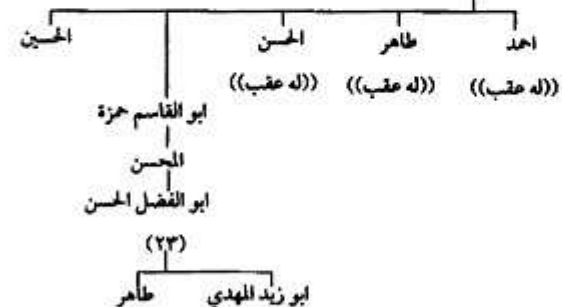 احمد طاهر الحسن الحسين
((له عقب)) ((له عقب)) ((له عقب))
ابو القاسم حمزة
المحسن
ابو الفضل الحسن
(٢٣)
ابو زيد المهدي طاهر